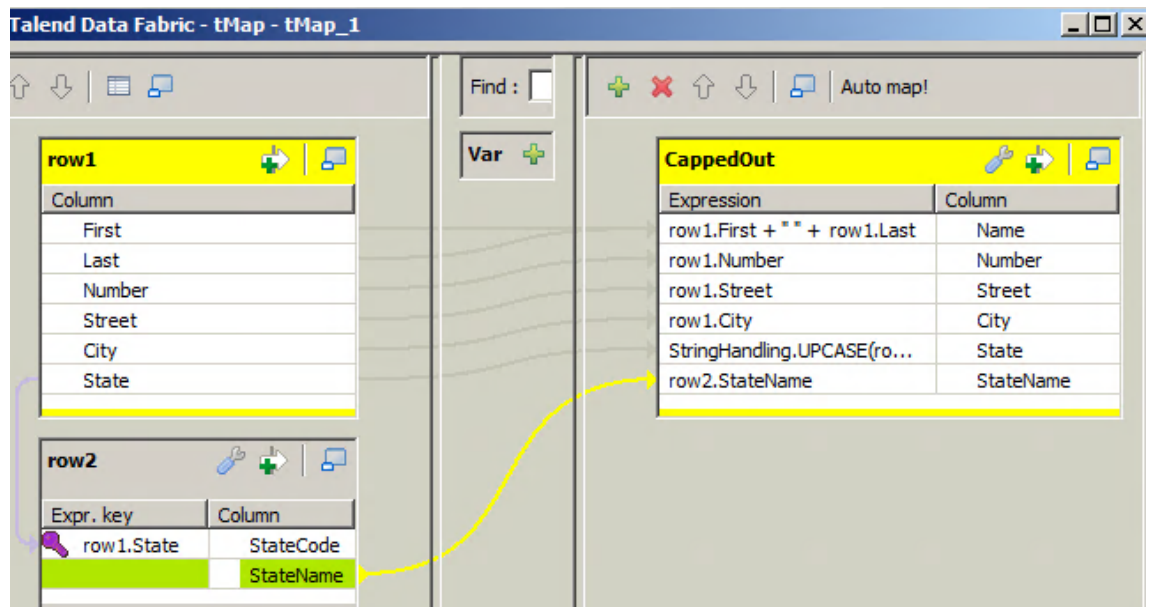 Talend Data Fabric - tMap - tMap_1
Find :
Auto map!
row1
Column
First
Last
Number
Street
City
State
row2
Expr. key Column
row1.State StateCode
StateName
Var
CappedOut
Expression Column
row1.First + " " + row1.Last Name
row1.Number Number
row1.Street Street
row1.City City
StringHandling.UPCASE(ro... State
row2.StateName StateName